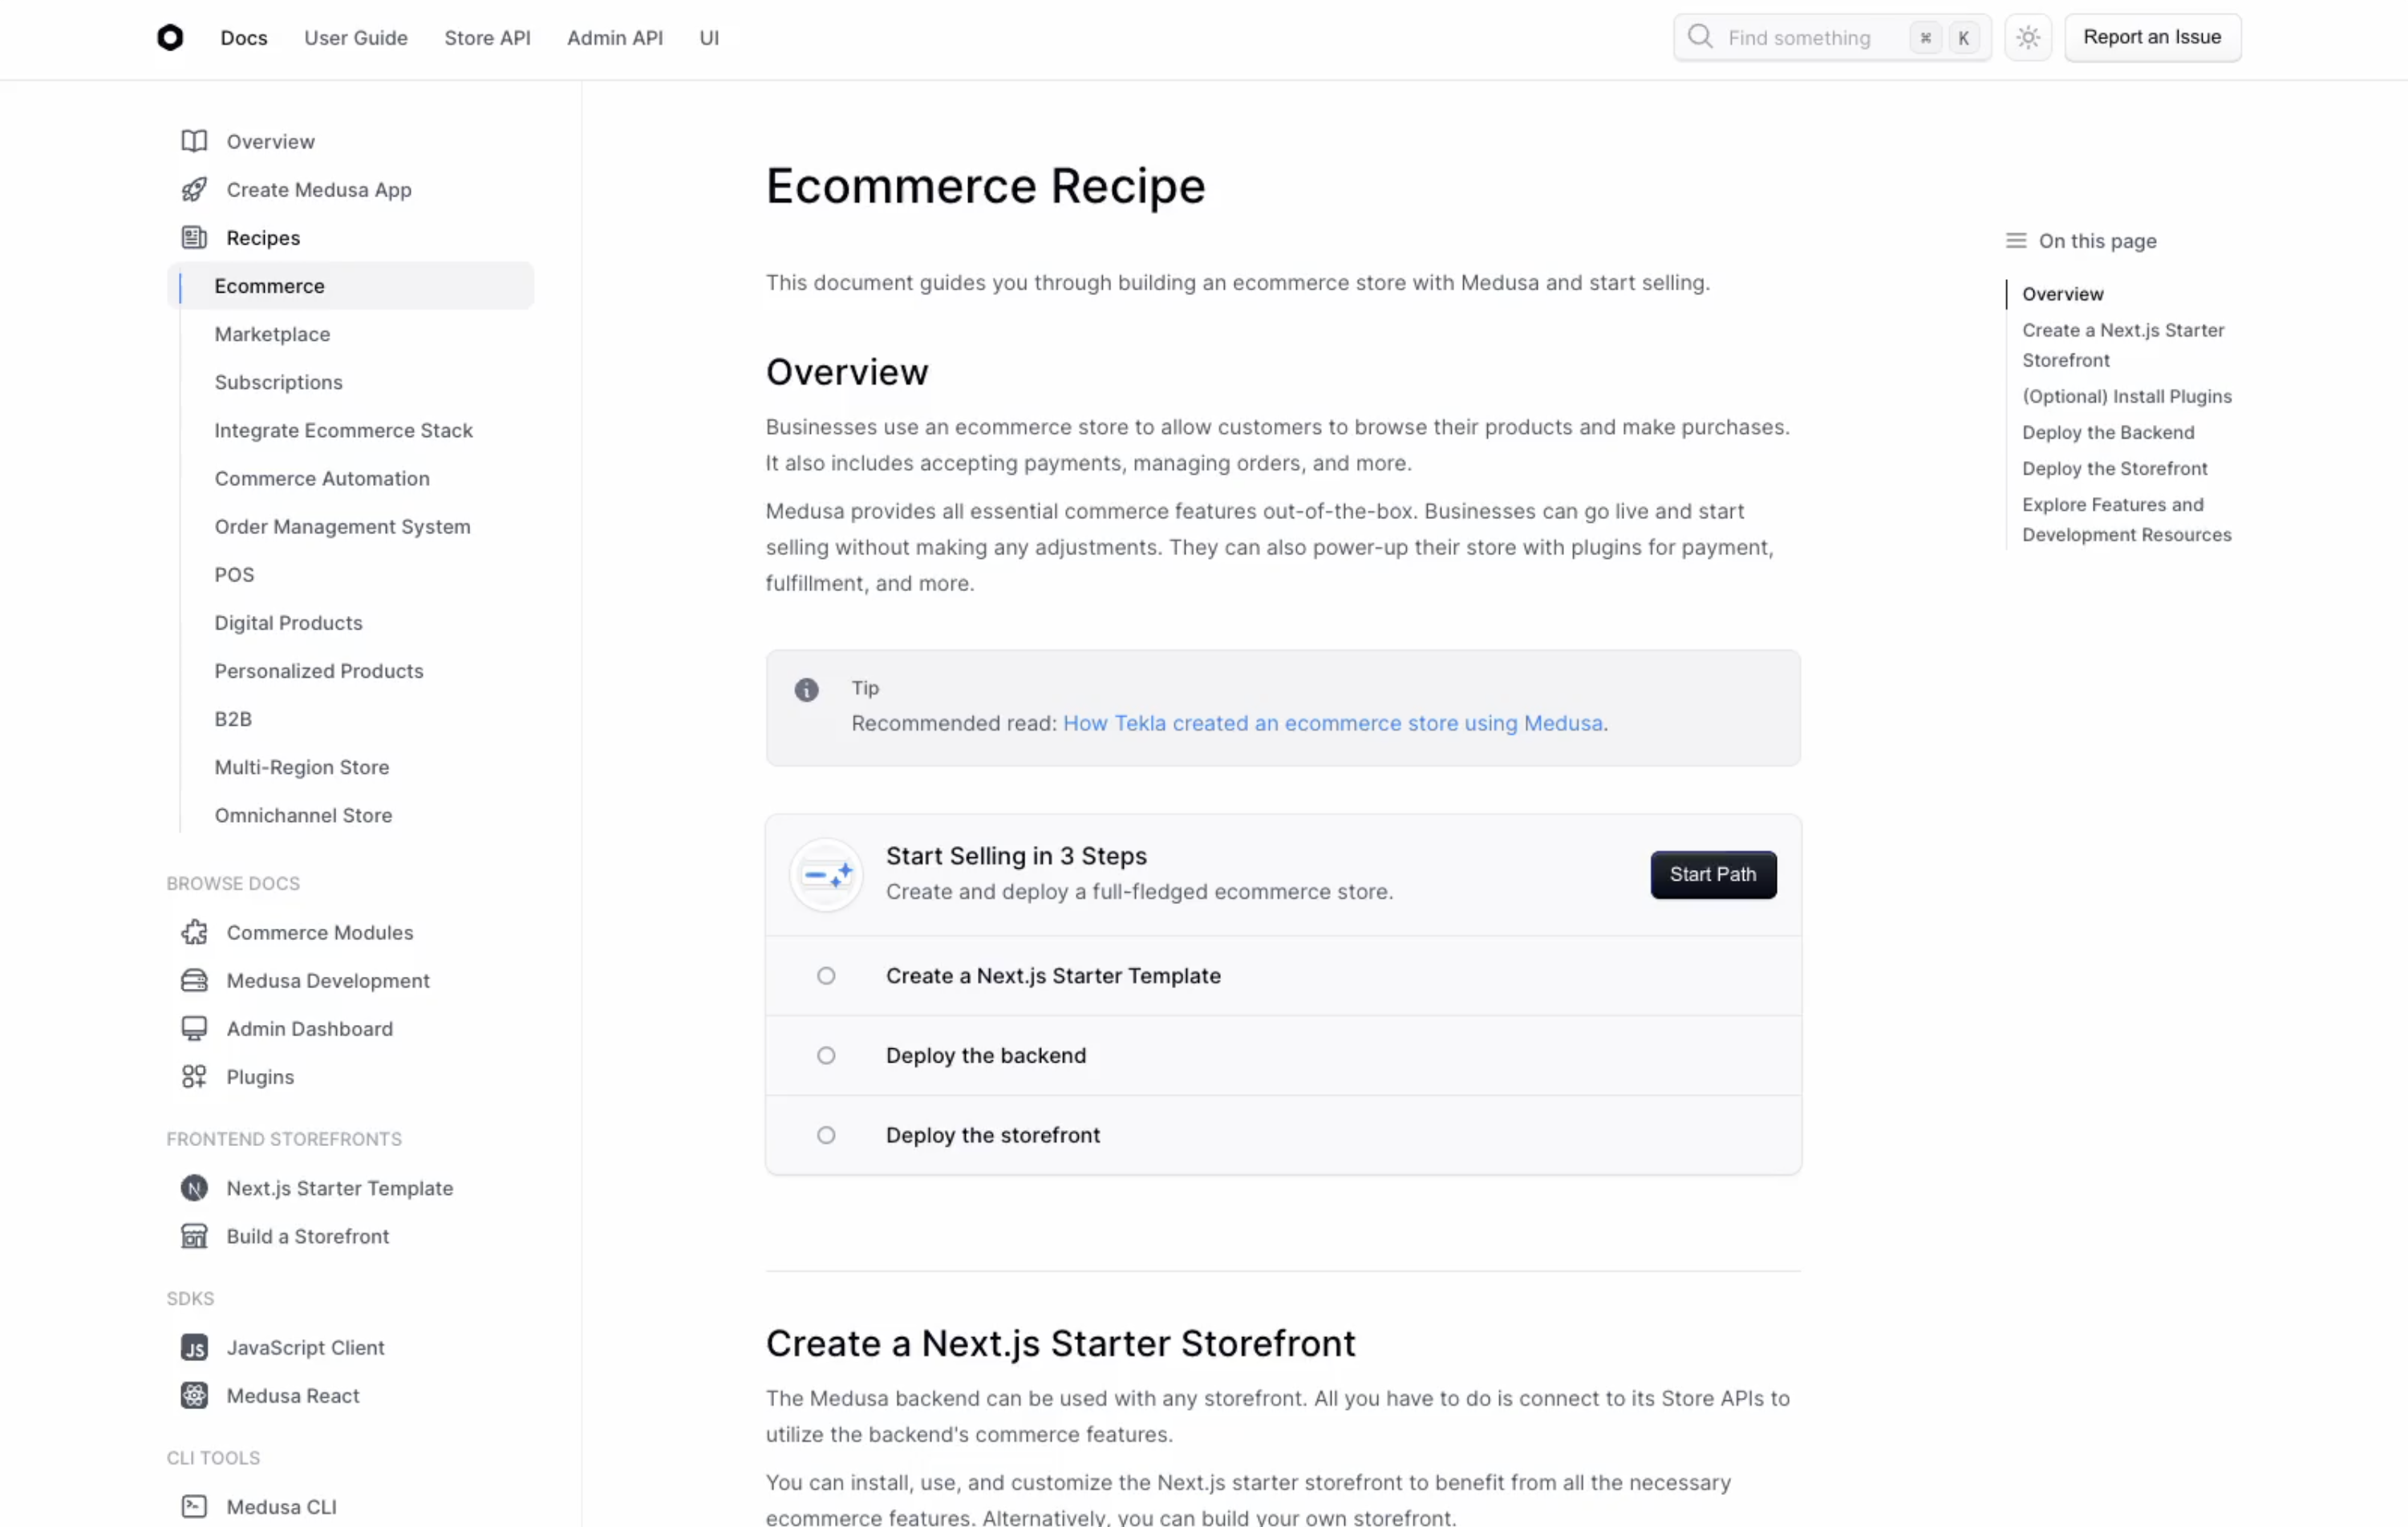 Docs
User Guide
Store API
Admin API
UI
Find something
⌘ K
Report an Issue
Overview
Create Medusa App
Recipes
Ecommerce
Marketplace
Subscriptions
Integrate Ecommerce Stack
Commerce Automation
Order Management System
POS
Digital Products
Personalized Products
B2B
Multi-Region Store
Omnichannel Store
BROWSE DOCS
Commerce Modules
Medusa Development
Admin Dashboard
Plugins
FRONTEND STOREFRONTS
N
Next.js Starter Template
Build a Storefront
SDKS
JS
JavaScript Client
Medusa React
CLI TOOLS
Medusa CLI
Ecommerce Recipe
This document guides you through building an ecommerce store with Medusa and start selling.
Overview
Businesses use an ecommerce store to allow customers to browse their products and make purchases.
It also includes accepting payments, managing orders, and more.
Medusa provides all essential commerce features out-of-the-box. Businesses can go live and start
selling without making any adjustments. They can also power-up their store with plugins for payment,
fulfillment, and more.
Tip
Recommended read: How Tekla created an ecommerce store using Medusa.
Start Selling in 3 Steps
Create and deploy a full-fledged ecommerce store.
Start Path
Create a Next.js Starter Template
Deploy the backend
Deploy the storefront
Create a Next.js Starter Storefront
The Medusa backend can be used with any storefront. All you have to do is connect to its Store APIs to
utilize the backend's commerce features.
You can install, use, and customize the Next.js starter storefront to benefit from all the necessary
ecommerce features. Alternatively, you can build your own storefront.
On this page
Overview
Create a Next.js Starter
Storefront
(Optional) Install Plugins
Deploy the Backend
Deploy the Storefront
Explore Features and
Development Resources